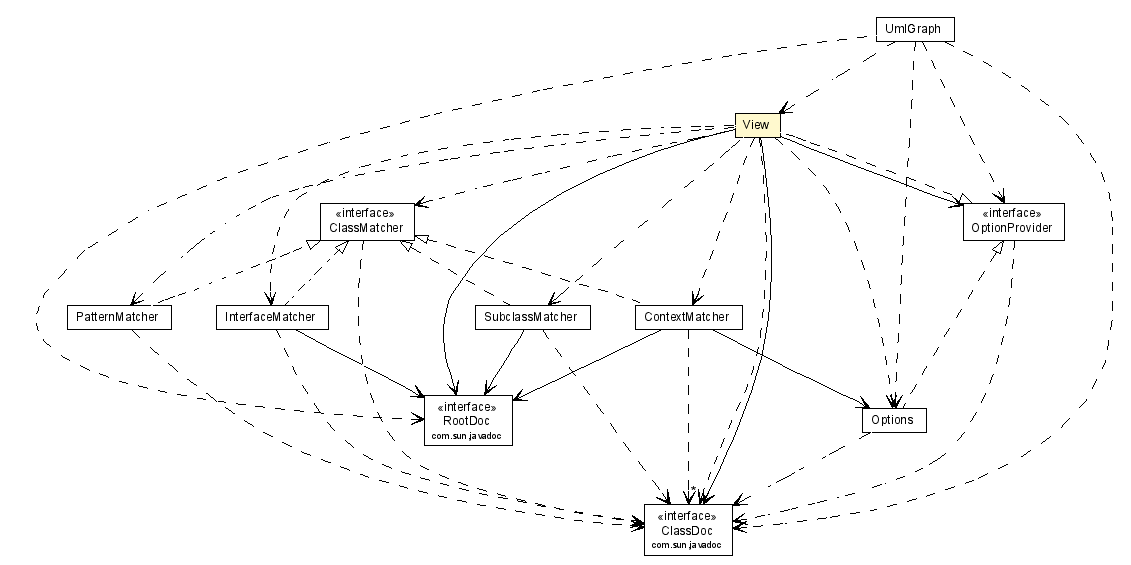 UmlGraph
View
«interface»
ClassMatcher
«interface»
OptionProvider
PatternMatcher
InterfaceMatcher
SubclassMatcher
ContextMatcher
«interface»
RootDoc
com.sun.javadoc
Options
*
«interface»
ClassDoc
com.sun.javadoc